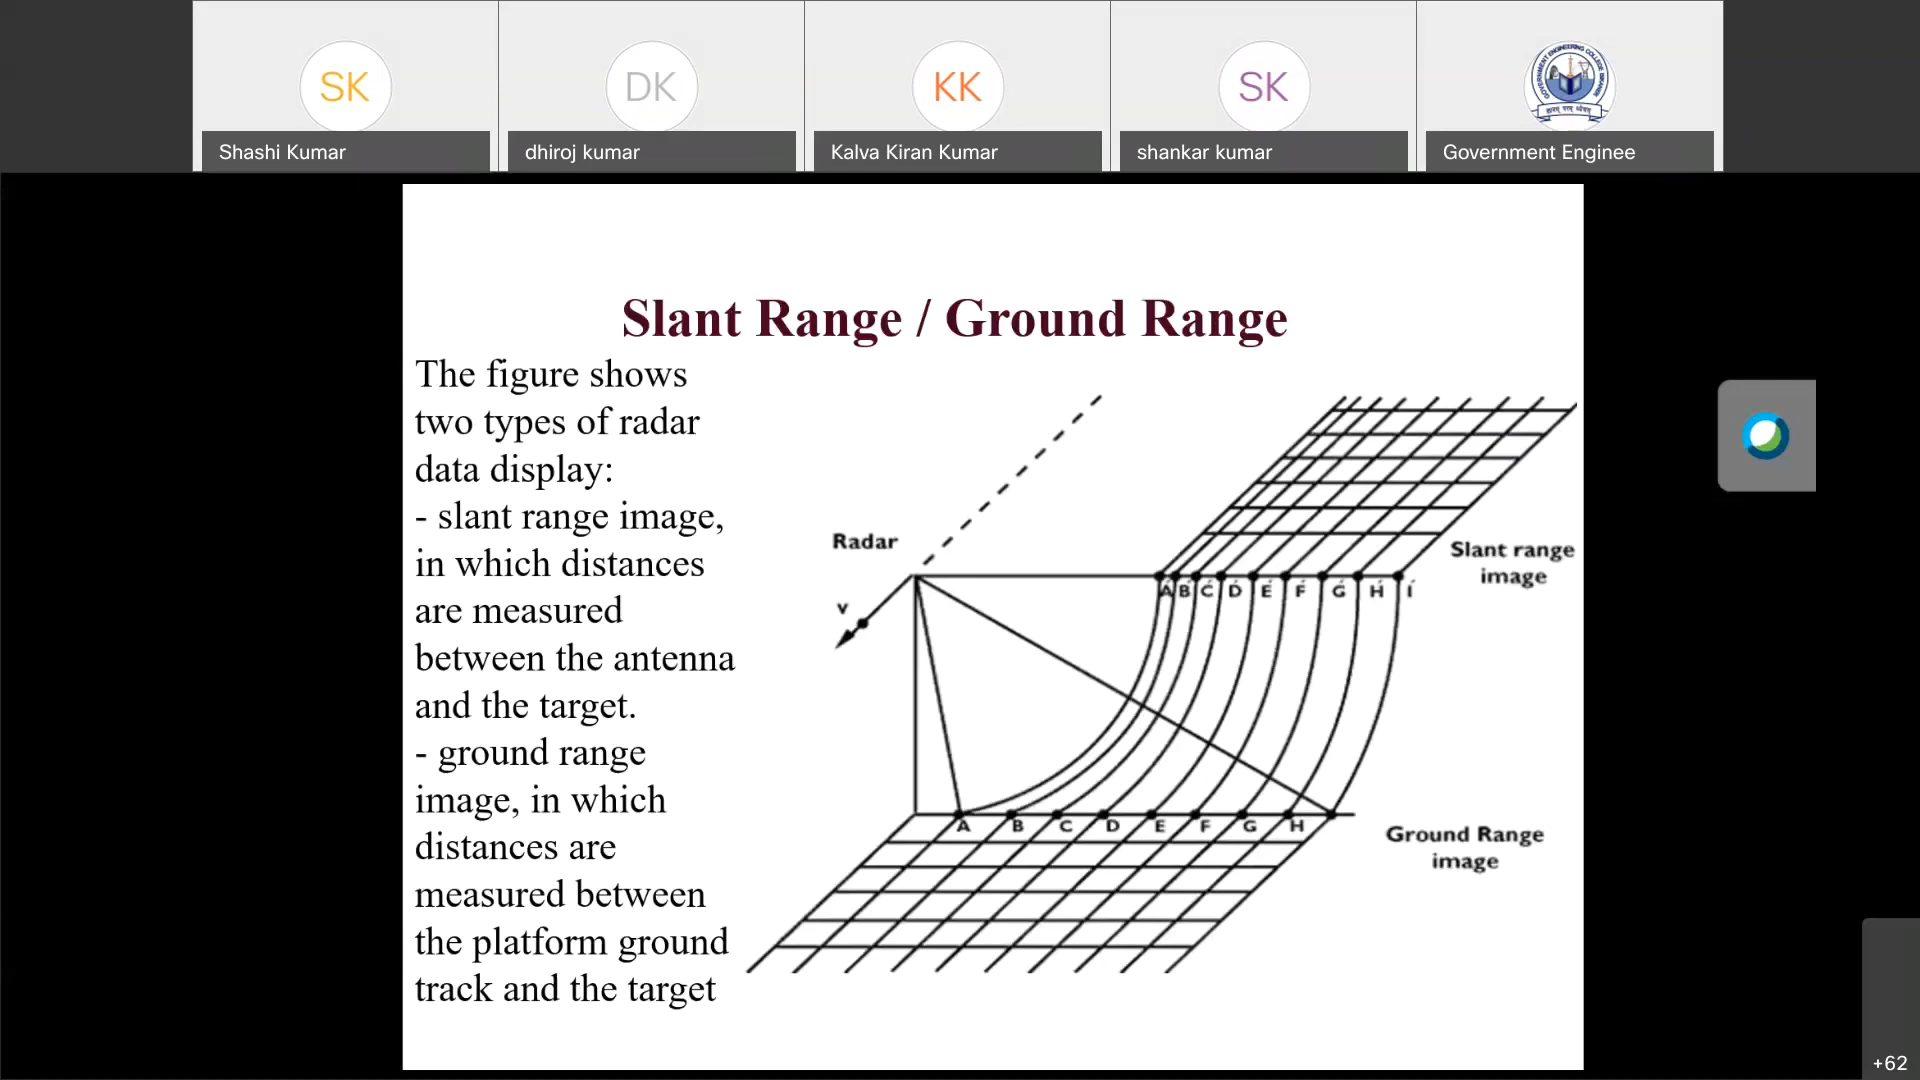 SK
DK
KK
SK
GOVERNMENT ENGINEERING COLLEGE
Shashi Kumar
dhiroj kumar
Kalva Kiran Kumar
shankar kumar
Government Enginee
Slant Range / Ground Range
The figure shows
two types of radar
data display:
- slant range image,
in which distances
are measured
between the antenna
and the target.
- ground range
image, in which
distances are
measured between
the platform ground
track and the target
Radar
v
Slant range
image
Á B́ Ć D́ É F́ Ǵ H́ Í
A B C D E F G H
Ground Range
image
+62